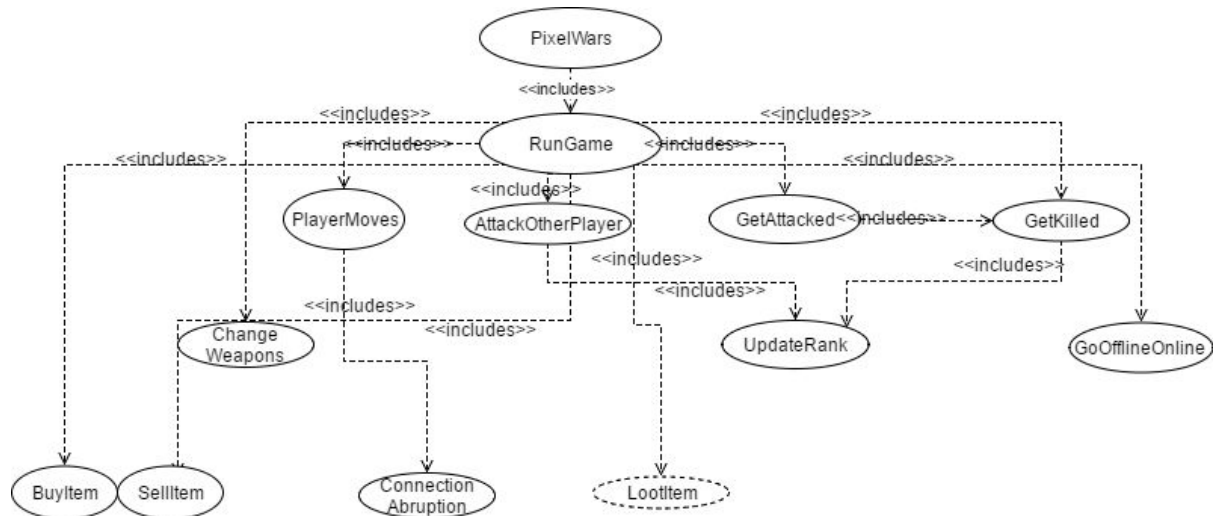 PixelWars
<<includes>>
RunGame
<<includes>>
<<includes>>
<<includes>>
<<includes>>
<<includes>>
<<includes>>
<<includes>>
PlayerMoves
AttackOtherPlayer
GetAttacked
<<includes>>
GetKilled
<<includes>>
<<includes>>
<<includes>>
<<includes>>
<<includes>>
<<includes>>
Change
Weapons
UpdateRank
GoOfflineOnline
BuyItem
SellItem
Connection
Abruption
LootItem